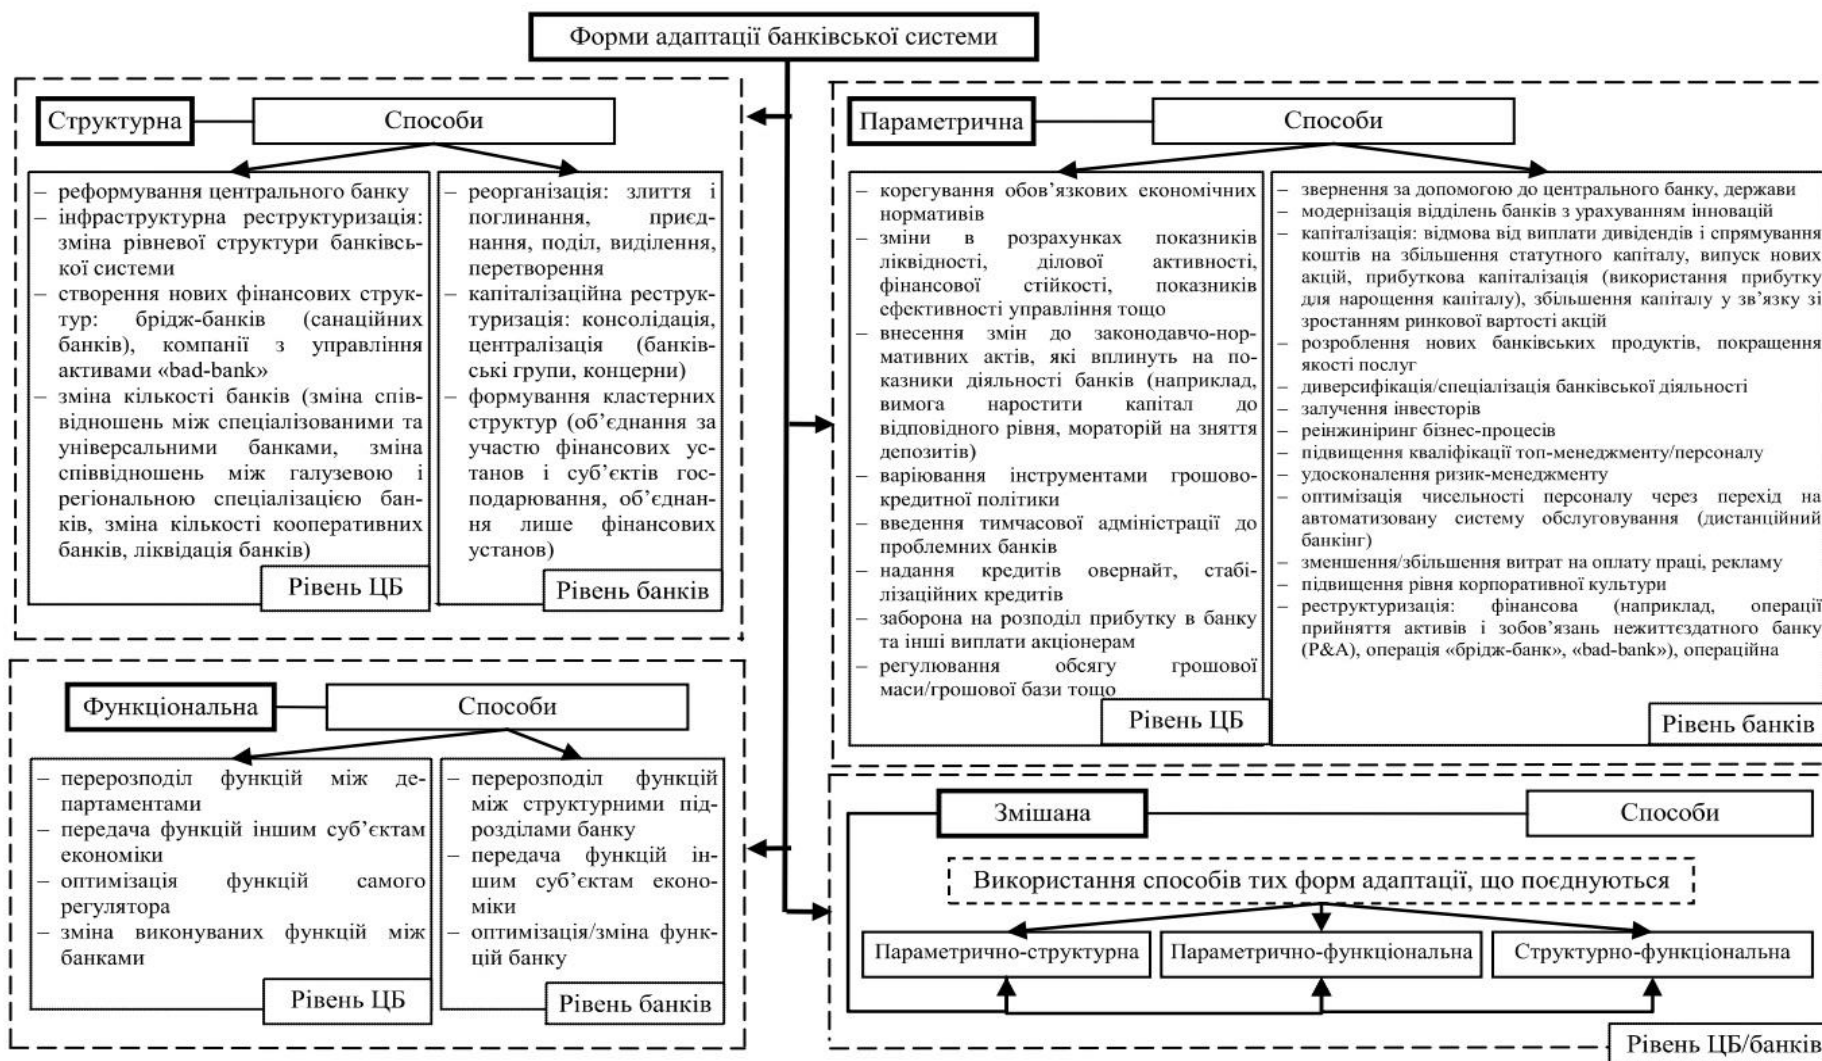 Форми адаптації банківської системи
Структурна
Способи
– реформування центрального банку
– інфраструктурна реструктуризація:
зміна рівневої структури банківсь-
кої системи
– створення нових фінансових струк-
тур: брідж-банків (санаційних
банків), компанії з управління
активами «bad-bank»
– зміна кількості банків (зміна спів-
відношень між спеціалізованими та
універсальними банками, зміна
співвідношень між галузевою і
регіональною спеціалізацією бан-
ків, зміна кількості кооперативних
банків, ліквідація банків)
Рівень ЦБ
– реорганізація: злиття і
поглинання, приєд-
нання, поділ, виділення,
перетворення
– капіталізаційна реструк-
туризація: консолідація,
централізація (банків-
ські групи, концерни)
– формування кластерних
структур (об’єднання за
участю фінансових ус-
танов і суб’єктів гос-
подарювання, об’єднан-
ня лише фінансових
установ)
Рівень банків
Параметрична
Способи
– корегування обов’язкових економічних
нормативів
– зміни в розрахунках показників
ліквідності, ділової активності,
фінансової стійкості, показників
ефективності управління тощо
– внесення змін до законодавчо-нор-
мативних актів, які вплинуть на по-
казники діяльності банків (наприклад,
вимога наростити капітал до
відповідного рівня, мораторій на зняття
депозитів)
– варіювання інструментами грошово-
кредитної політики
– введення тимчасової адміністрації до
проблемних банків
– надання кредитів овернайт, стабі-
лізаційних кредитів
– заборона на розподіл прибутку в банку
та інші виплати акціонерам
– регулювання обсягу грошової
маси/грошової бази тощо
Рівень ЦБ
– звернення за допомогою до центрального банку, держави
– модернізація відділень банків з урахуванням інновацій
– капіталізація: відмова від виплати дивідендів і спрямування
коштів на збільшення статутного капіталу, випуск нових
акцій, прибуткова капіталізація (використання прибутку
для нарощення капіталу), збільшення капіталу у зв’язку зі
зростанням ринкової вартості акцій
– розроблення нових банківських продуктів, покращення
якості послуг
– диверсифікація/спеціалізація банківської діяльності
– залучення інвесторів
– реінжиніринг бізнес-процесів
– підвищення кваліфікації топ-менеджменту/персоналу
– удосконалення ризик-менеджменту
– оптимізація чисельності персоналу через перехід на
автоматизовану систему обслуговування (дистанційний
банкінг)
– зменшення/збільшення витрат на оплату праці, рекламу
– підвищення рівня корпоративної культури
– реструктуризація: фінансова (наприклад, операції
прийняття активів і зобов’язань нежиттєздатного банку
(P&A), операція «брідж-банк», «bad-bank»), операційна
Рівень банків
Функціональна
Способи
– перерозподіл функцій між де-
партаментами
– передача функцій іншим суб’єктам
економіки
– оптимізація функцій самого
регулятора
– зміна виконуваних функцій між
банками
Рівень ЦБ
– перерозподіл функцій
між структурними під-
розділами банку
– передача функцій ін-
шим суб’єктам еконо-
міки
– оптимізація/зміна функ-
цій банку
Рівень банків
Змішана
Способи
Використання способів тих форм адаптації, що поєднуються
Параметрично-структурна
Параметрично-функціональна
Структурно-функціональна
Рівень ЦБ/банків